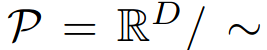 𝒫 = ℝ^D / ∼